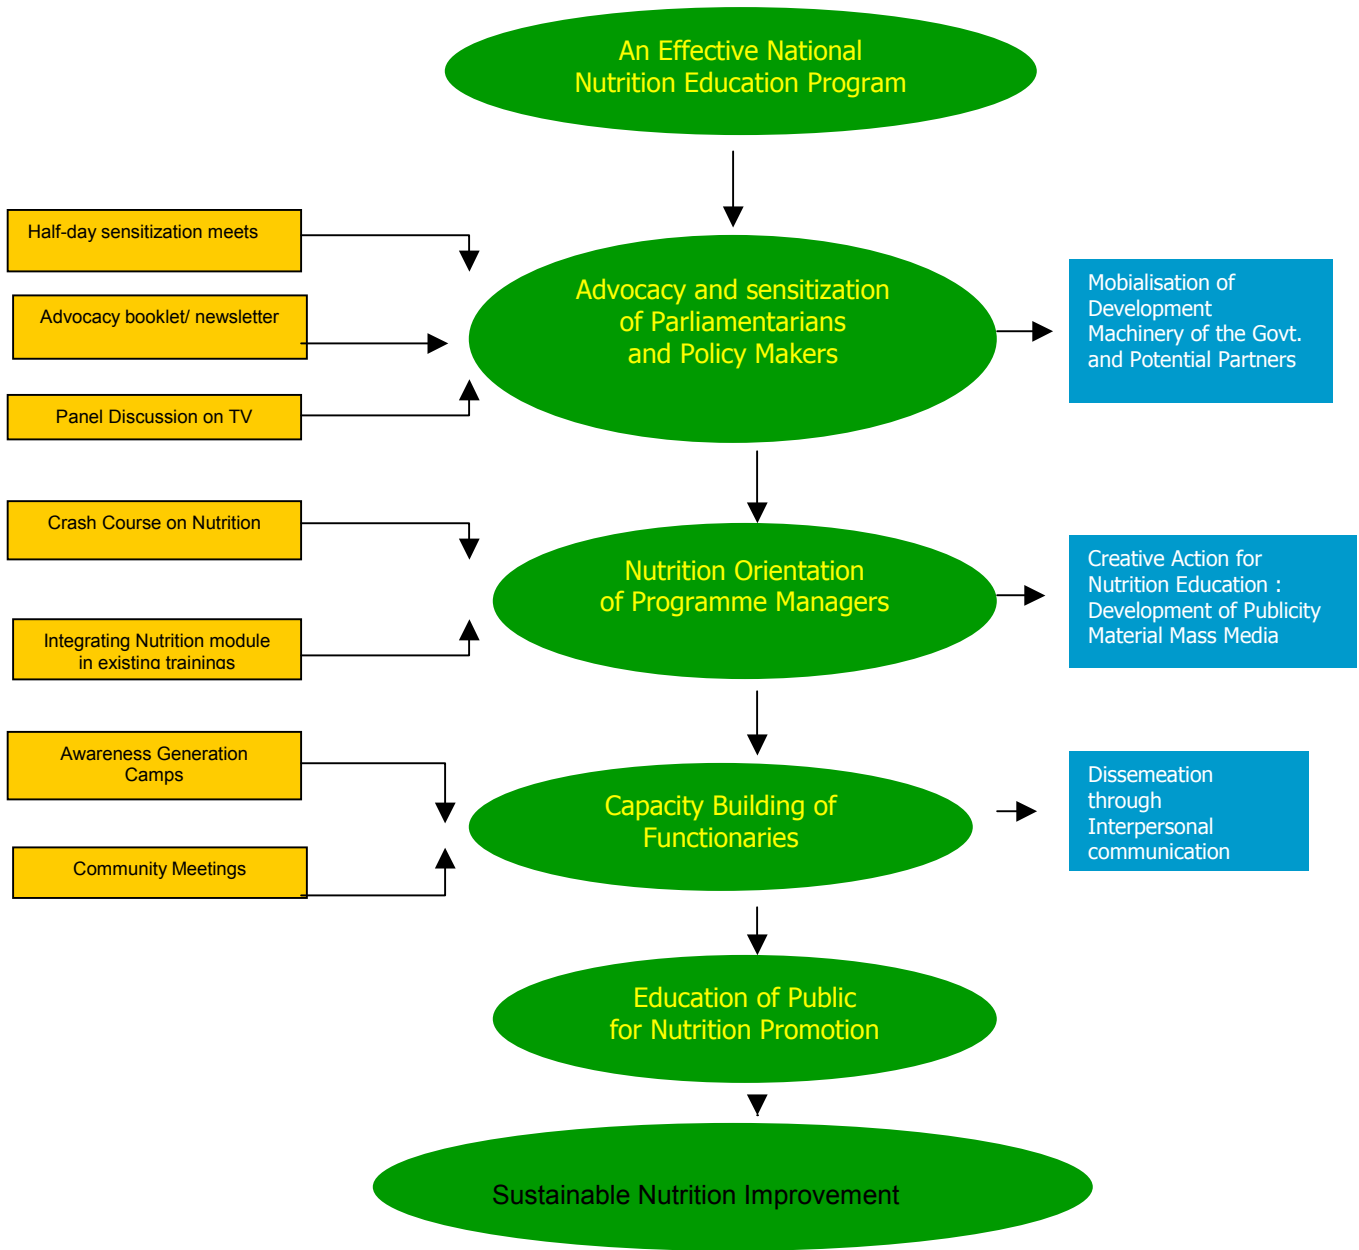 An Effective National
Nutrition Education Program
Half-day sensitization meets
Advocacy booklet/ newsletter
Panel Discussion on TV
Advocacy and sensitization
of Parliamentarians
and Policy Makers
Mobialisation of
Development
Machinery of the Govt.
and Potential Partners
Crash Course on Nutrition
Integrating Nutrition module
in existing trainings
Nutrition Orientation
of Programme Managers
Creative Action for
Nutrition Education :
Development of Publicity
Material Mass Media
Awareness Generation
Camps
Community Meetings
Capacity Building of
Functionaries
Dissemeation
through
Interpersonal
communication
Education of Public
for Nutrition Promotion
Sustainable Nutrition Improvement